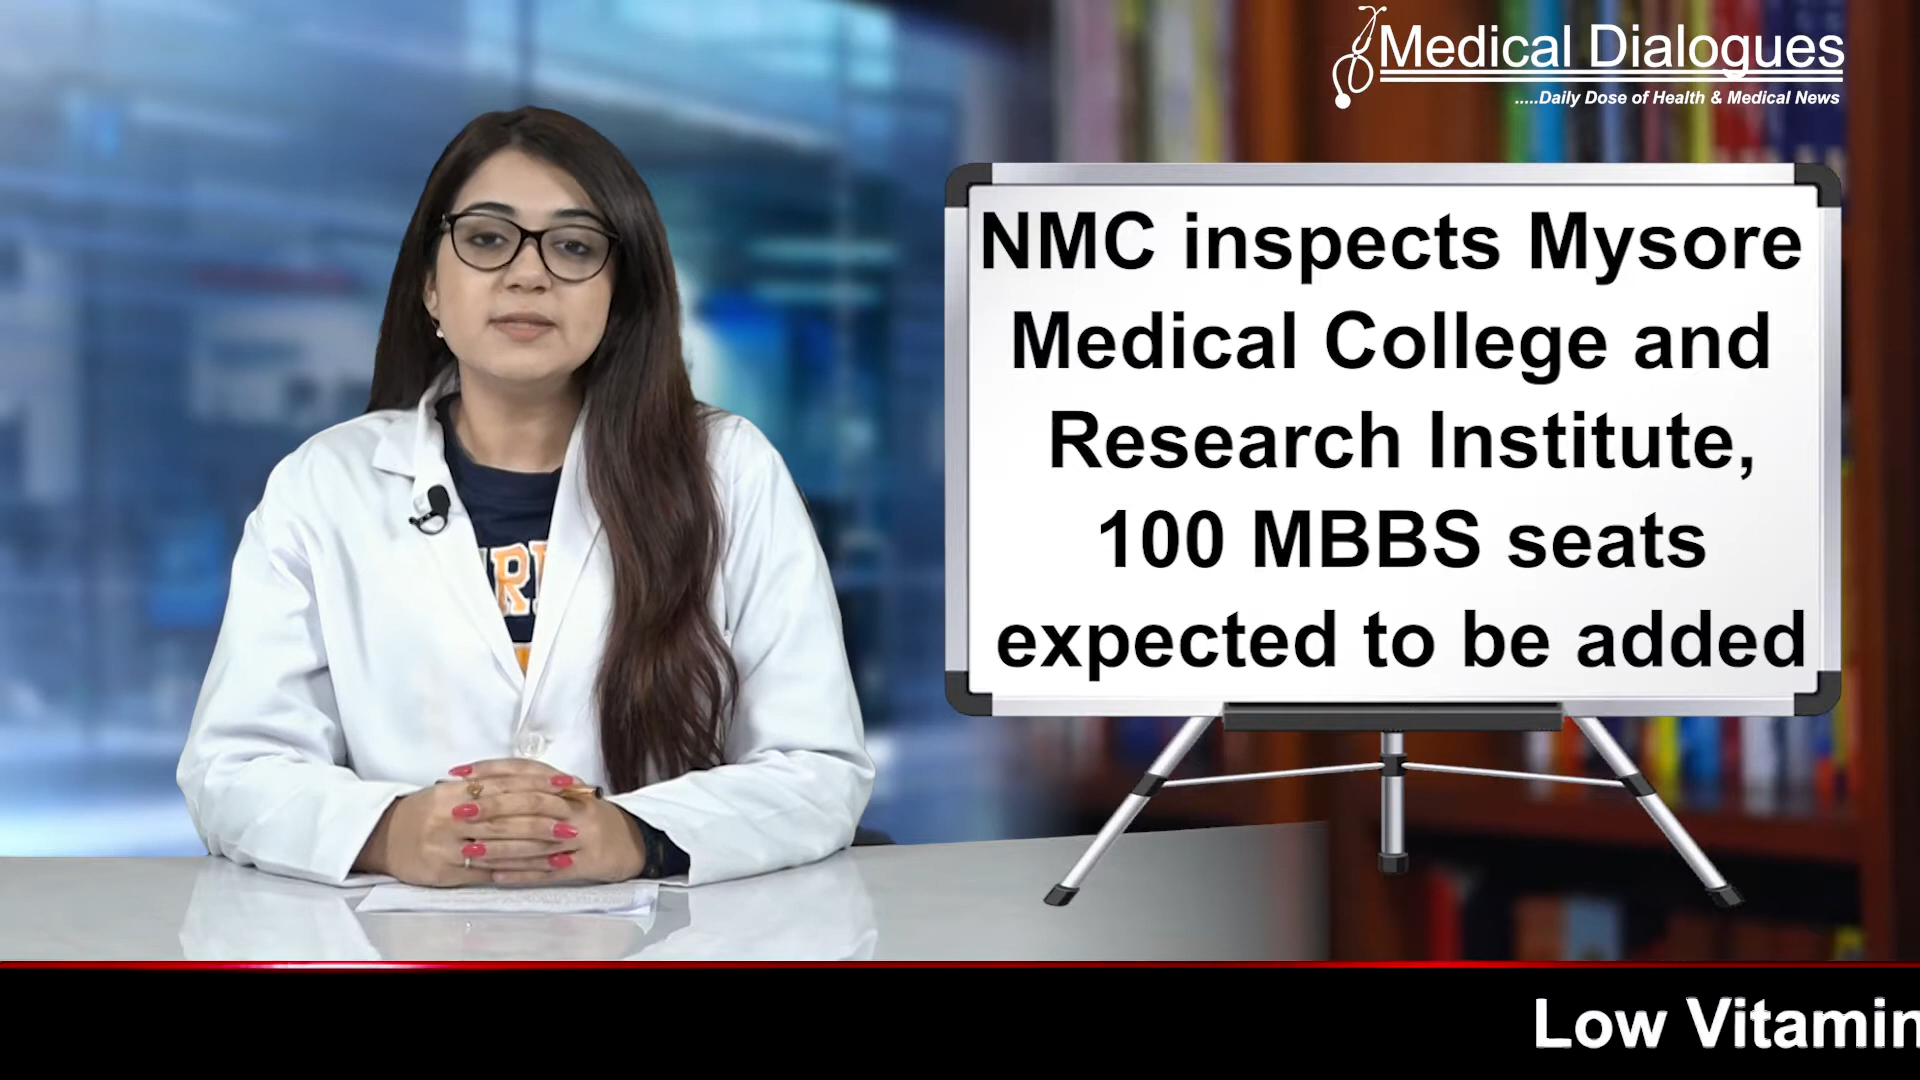 Medical Dialogues
.....Daily Dose of Health & Medical News
NMC inspects Mysore
Medical College and
Research Institute,
100 MBBS seats
expected to be added
Low Vitamin